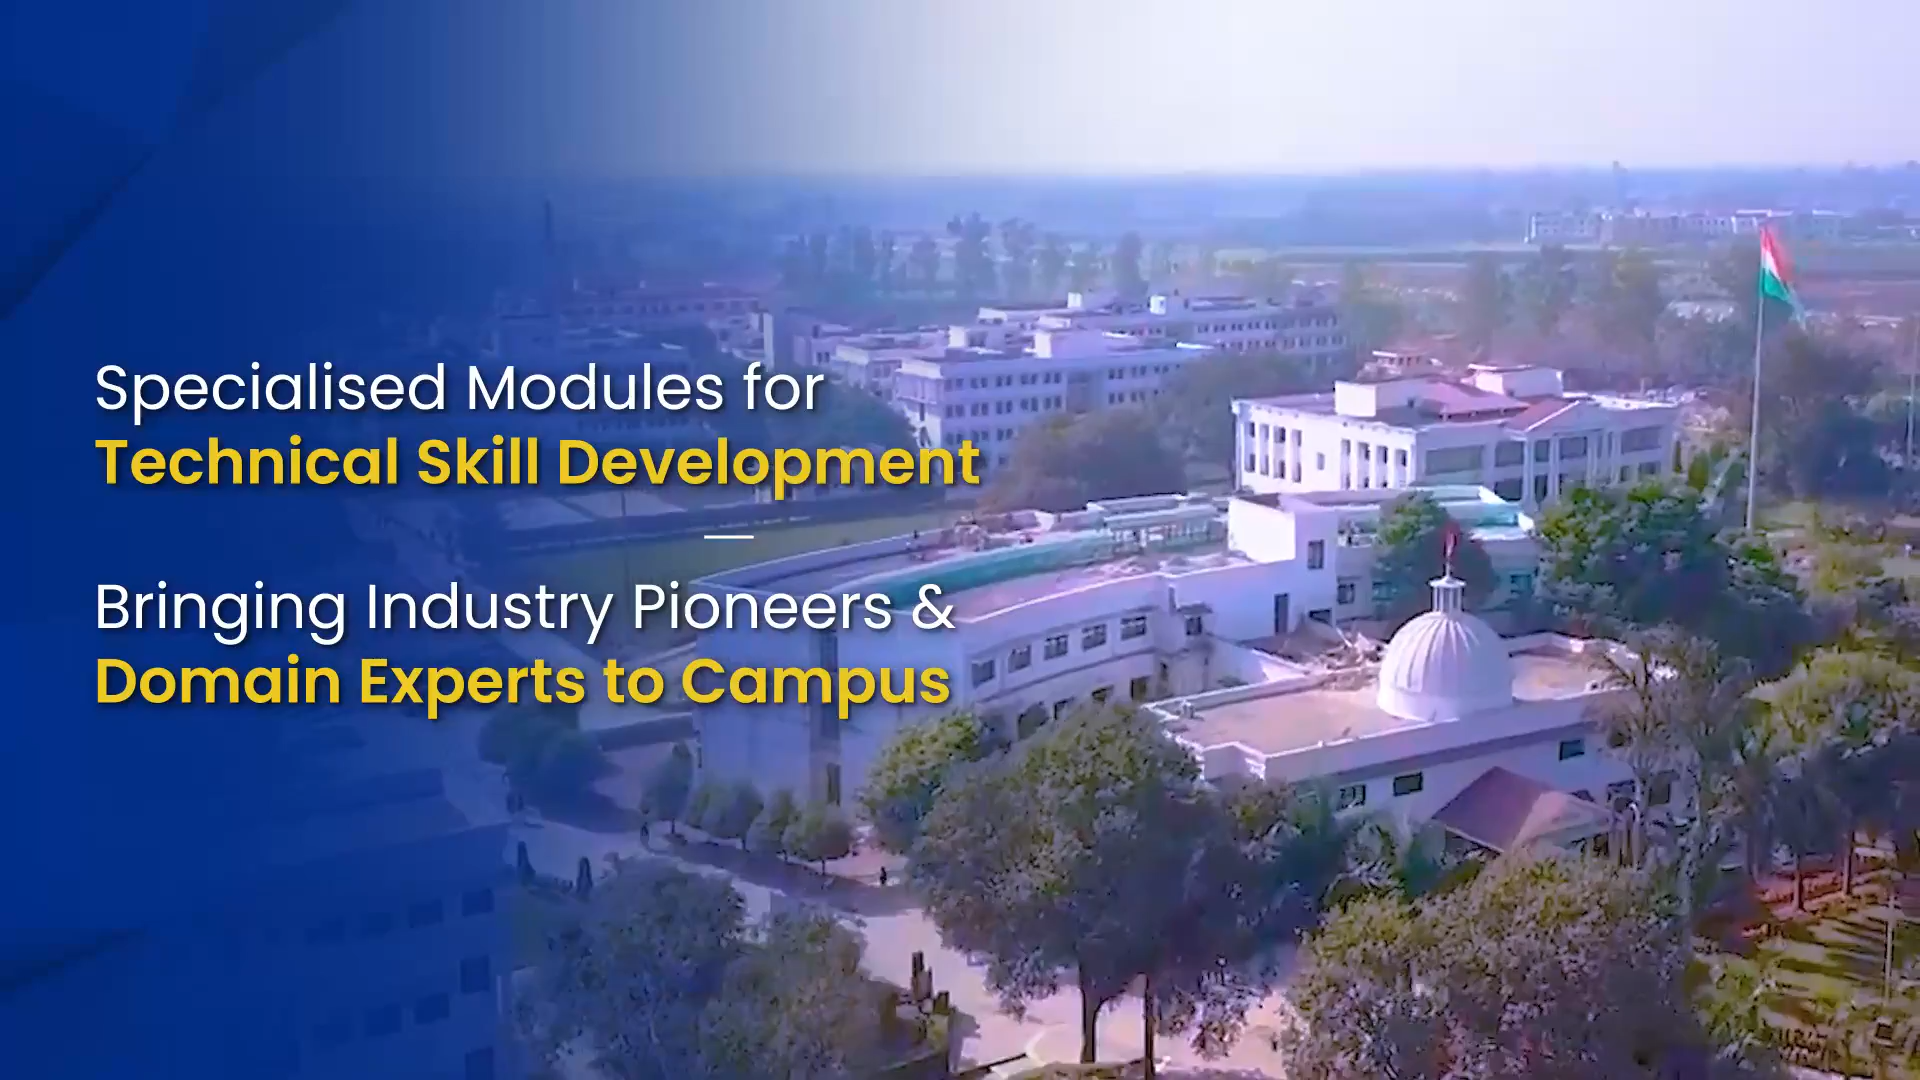 Specialised Modules for
Technical Skill Development
Bringing Industry Pioneers &
Domain Experts to Campus